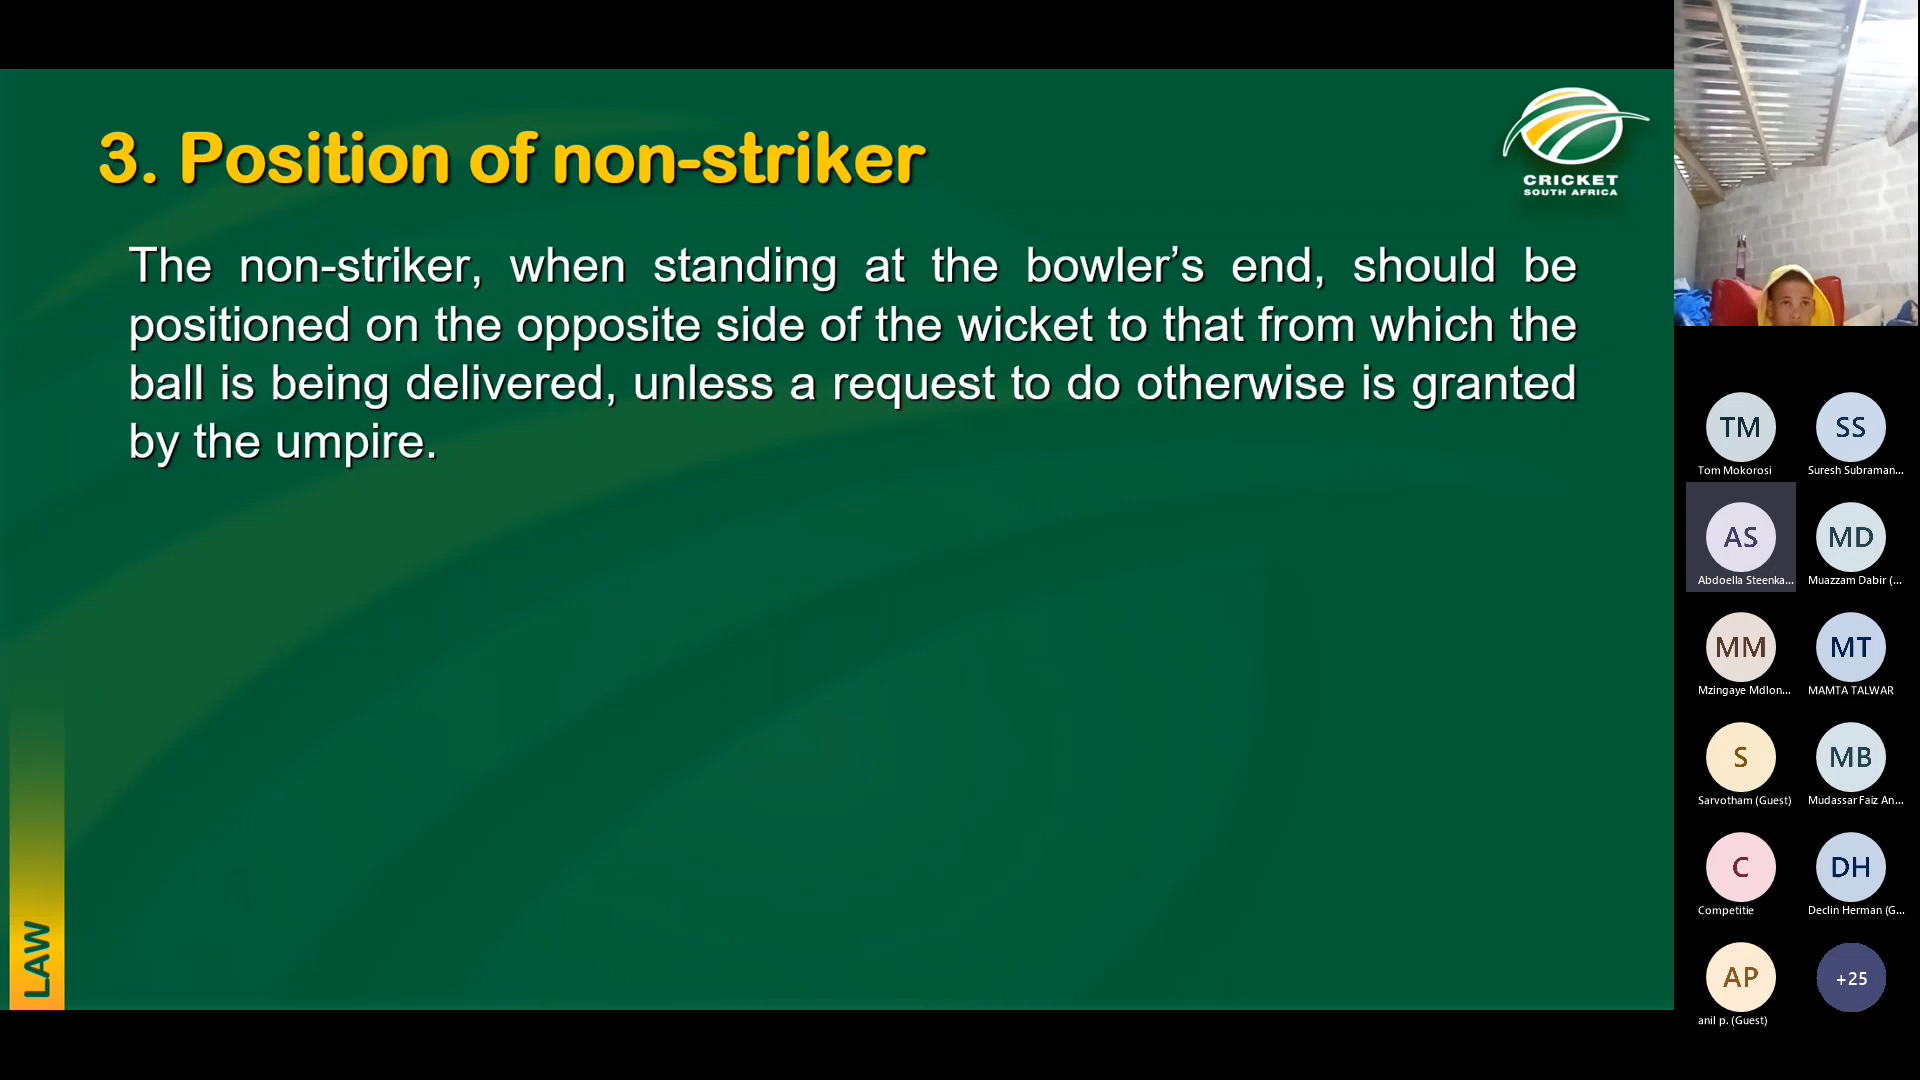 3. Position of non-striker
CRICKET
SOUTH AFRICA
The non-striker, when standing at the bowler’s end, should be
positioned on the opposite side of the wicket to that from which the
ball is being delivered, unless a request to do otherwise is granted
by the umpire.
LAW
TM
Tom Mokorosi
SS
Suresh Subraman...
AS
Abdoella Steenka...
MD
Muazzam Dabir (...
MM
Mzingaye Mdlon...
MT
MAMTA TALWAR
S
Sarvotham (Guest)
MB
Mudassar Faiz An...
C
Competitie
DH
Declin Herman (G...
AP
anil p. (Guest)
+25